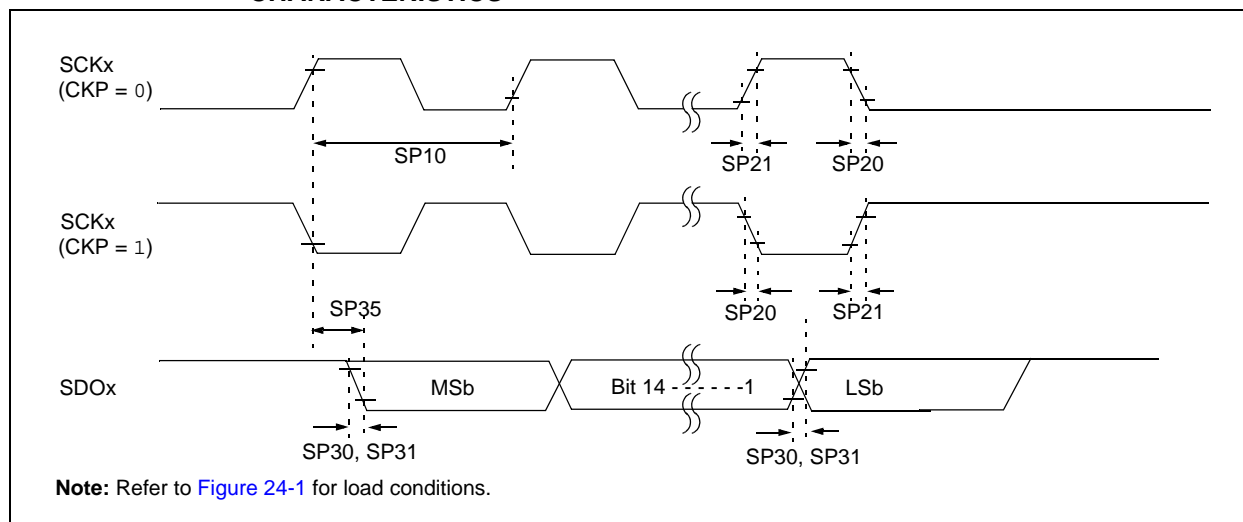 CHARACTERISTICS
SCKx
(CKP = 0)
SP10
SP21
SP20
SCKx
(CKP = 1)
SP35
SP20
SP21
SDOx
MSb
Bit 14 - - - - - -1
LSb
SP30, SP31
SP30, SP31
Note: Refer to Figure 24-1 for load conditions.